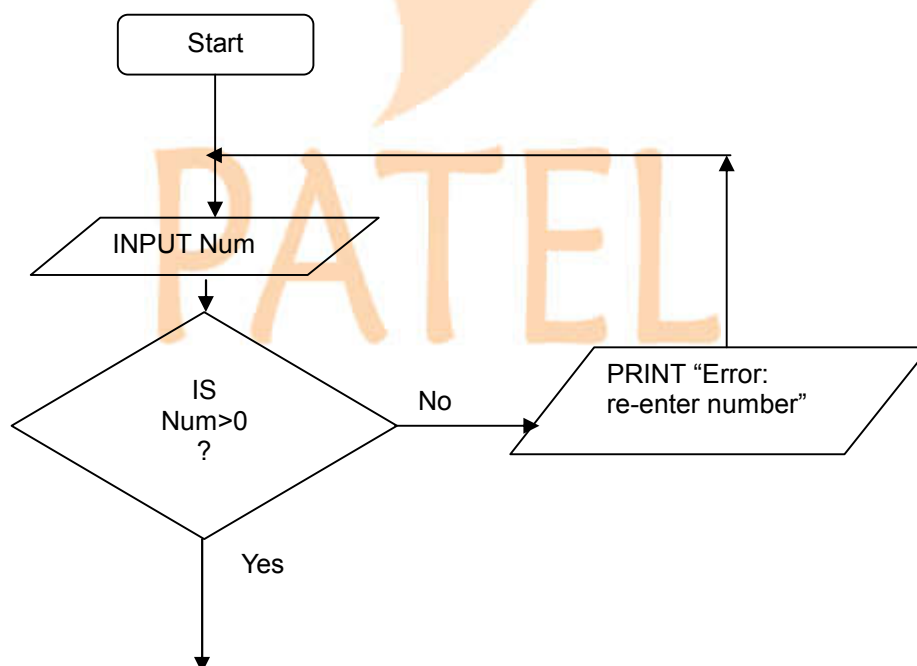 Start
PATEL
INPUT Num
IS
Num>0
?
No
PRINT “Error:
re-enter number”
Yes